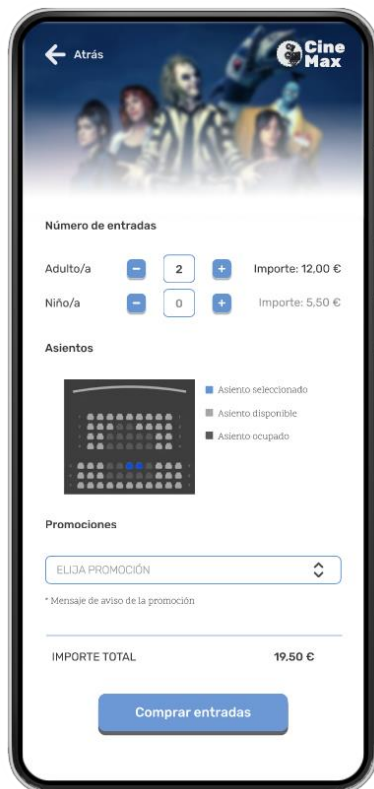 Atrás
Cine
Max
Número de entradas
Adulto/a - 2 + Importe: 12,00 €
Niño/a - 0 + Importe: 5,50 €
Asientos
Asiento seleccionado
Asiento disponible
Asiento ocupado
Promociones
ELIJA PROMOCIÓN
* Mensaje de aviso de la promoción
IMPORTE TOTAL 19,50 €
Comprar entradas